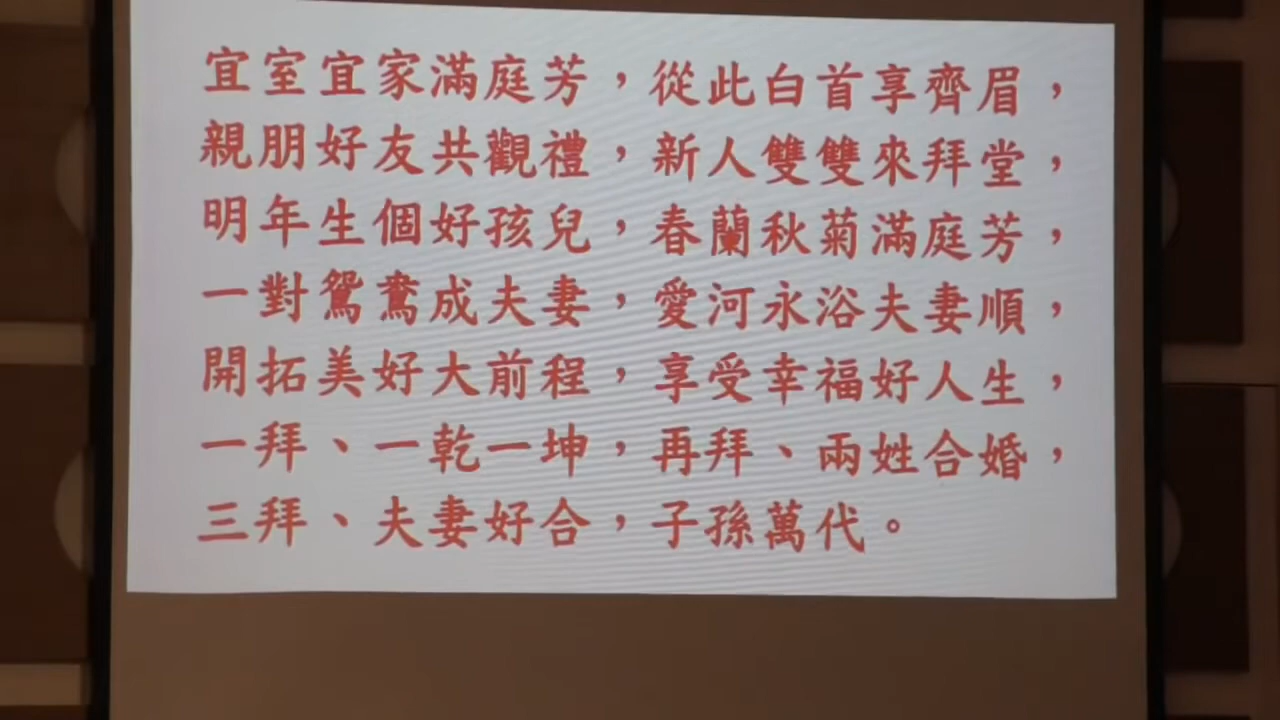 宜室宜家滿庭芳，從此白首享齊眉，
親朋好友共觀禮，新人雙雙來拜堂，
明年生個好孩兒，春蘭秋菊滿庭芳，
一對鴛鴦成夫妻，愛河永浴夫妻順，
開拓美好大前程，享受幸福好人生，
一拜、一乾一坤，再拜、兩姓合婚，
三拜、夫妻好合，子孫萬代。